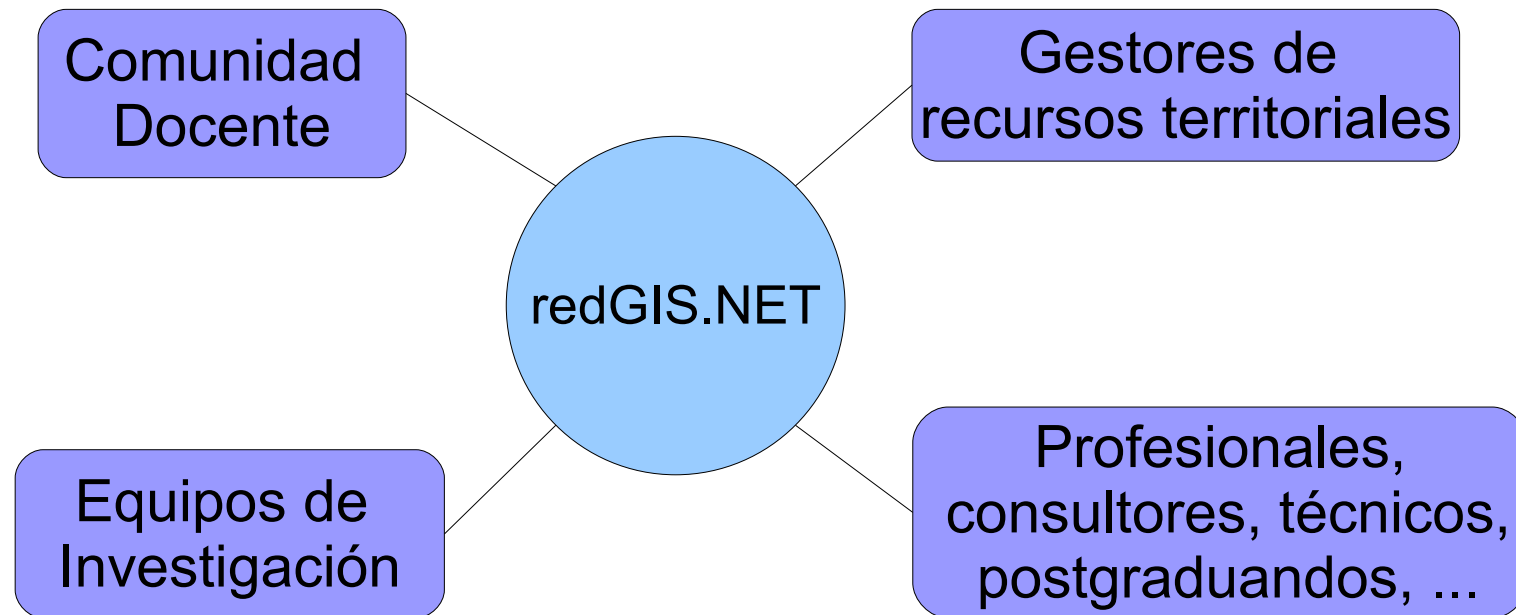 Comunidad
Docente
Gestores de
recursos territoriales
redGIS.NET
Equipos de
Investigación
Profesionales,
consultores, técnicos,
postgraduandos, ...